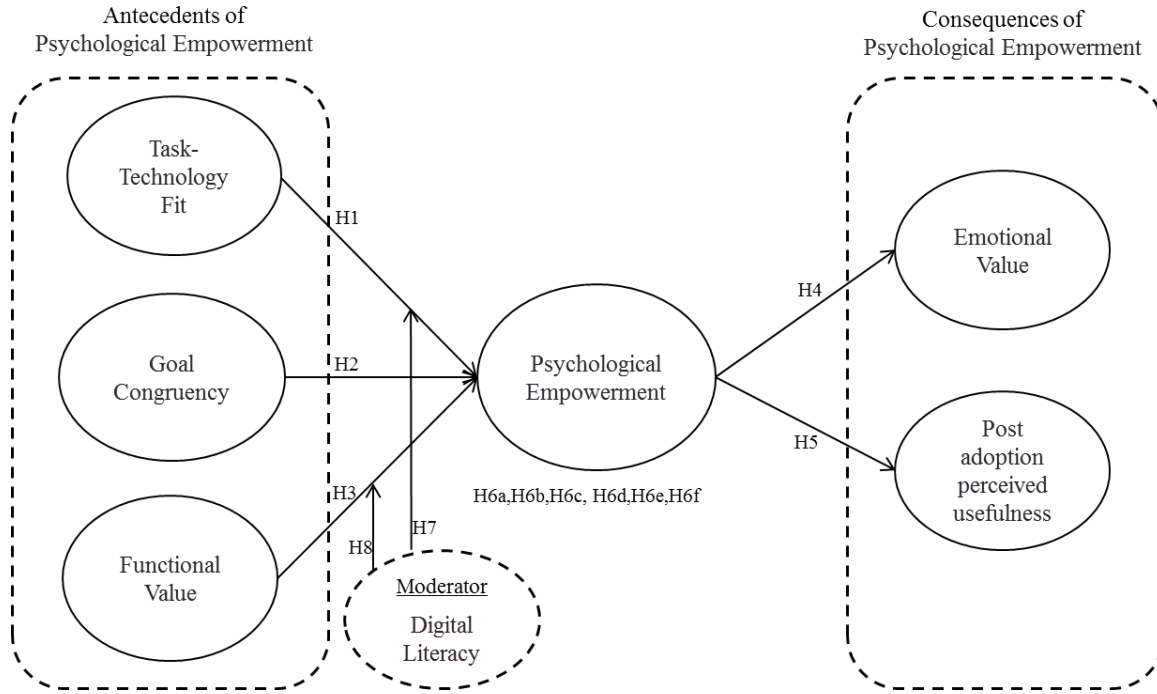 Antecedents of
Psychological Empowerment
Consequences of
Psychological Empowerment
Task-
Technology
Fit
H1
Goal
Congruency
H2
Functional
Value
H3
H8
H7
Moderator
Digital
Literacy
Psychological
Empowerment
H6a,H6b,H6c, H6d,H6e,H6f
H4
H5
Emotional
Value
Post
adoption
perceived
usefulness